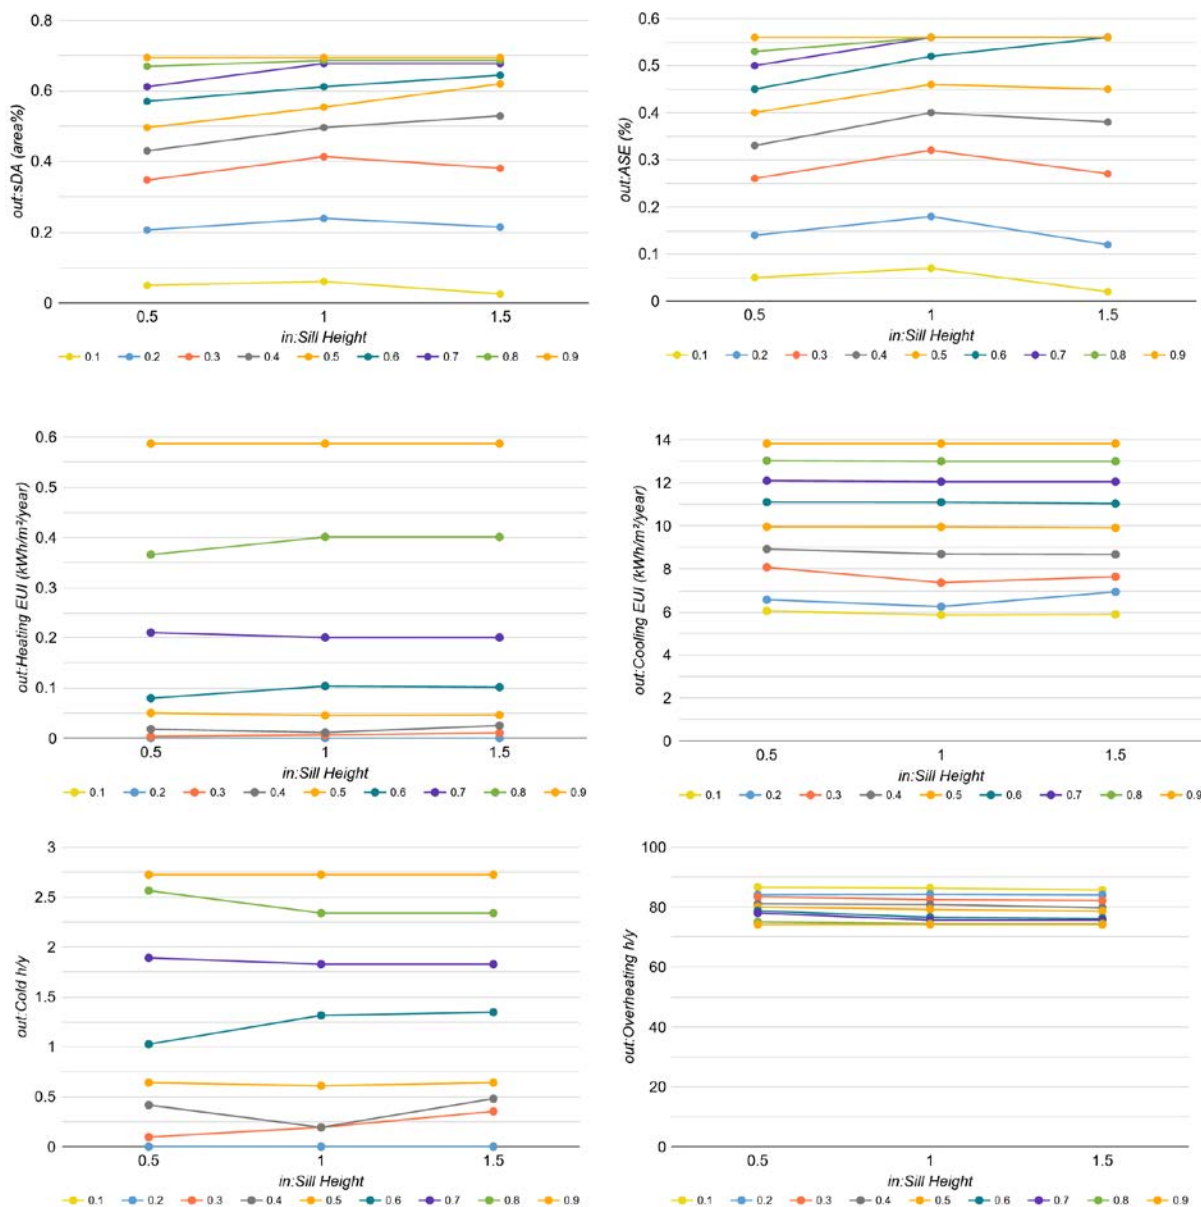 out:sDA (area%)
0.8
0.6
0.4
0.2
0
0.5 1 1.5
in:Sill Height
0.1 0.2 0.3 0.4 0.5 0.6 0.7 0.8 0.9
out:ASE (%)
0.6
0.5
0.4
0.3
0.2
0.1
0
0.5 1 1.5
in:Sill Height
0.1 0.2 0.3 0.4 0.5 0.6 0.7 0.8 0.9
out:Heating EUI (kWh/m²/year)
0.6
0.5
0.4
0.3
0.2
0.1
0
0.5 1 1.5
in:Sill Height
0.1 0.2 0.3 0.4 0.5 0.6 0.7 0.8 0.9
out:Cooling EUI (kWh/m²/year)
14
12
10
8
6
4
2
0
0.5 1 1.5
in:Sill Height
0.1 0.2 0.3 0.4 0.5 0.6 0.7 0.8 0.9
out:Cold h/y
3
2.5
2
1.5
1
0.5
0
0.5 1 1.5
in:Sill Height
0.1 0.2 0.3 0.4 0.5 0.6 0.7 0.8 0.9
out:Overheating h/y
100
80
60
40
20
0
0.5 1 1.5
in:Sill Height
0.1 0.2 0.3 0.4 0.5 0.6 0.7 0.8 0.9